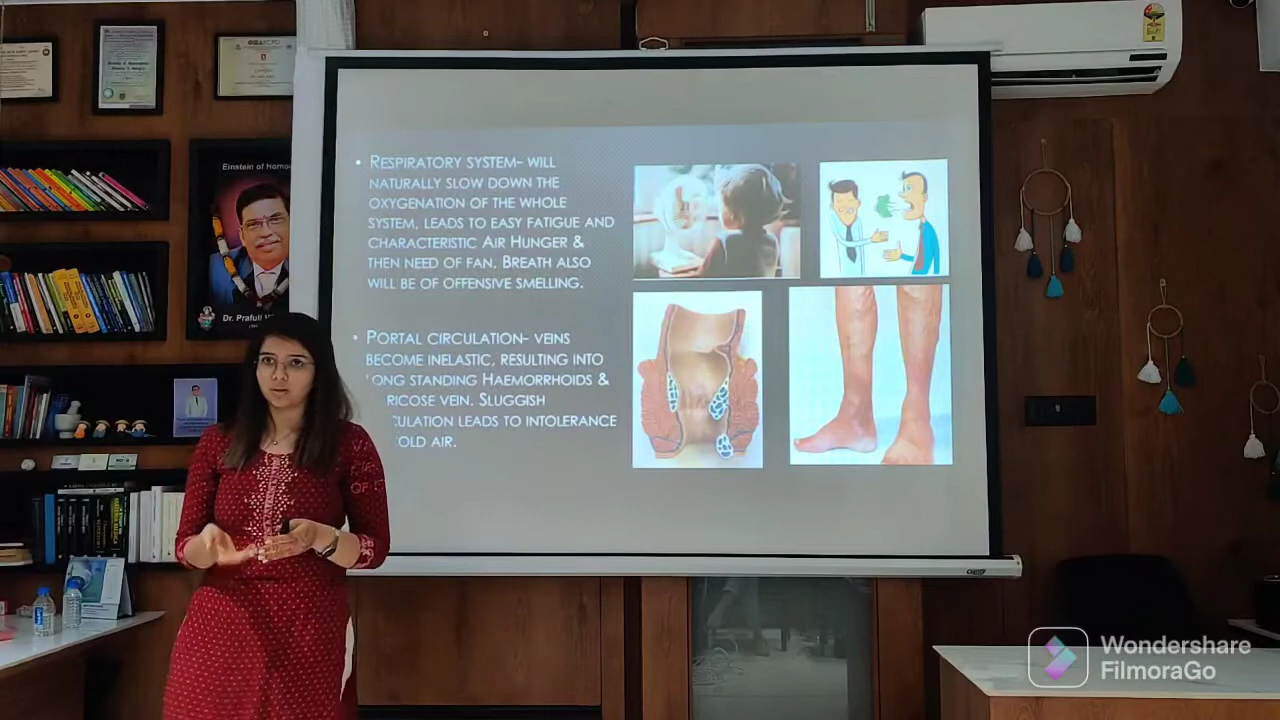 Einstein of Homoe
Dr. Prafull
• Respiratory system- will
naturally slow down the
oxygenation of the whole
system, leads to easy fatigue and
characteristic Air Hunger &
then need of fan. Breath also
will be of offensive smelling.
• Portal circulation- veins
become inelastic, resulting into
ong standing Haemorrhoids &
ricose vein. Sluggish
culation leads to intolerance
old air.
Wondershare
FilmoraGo